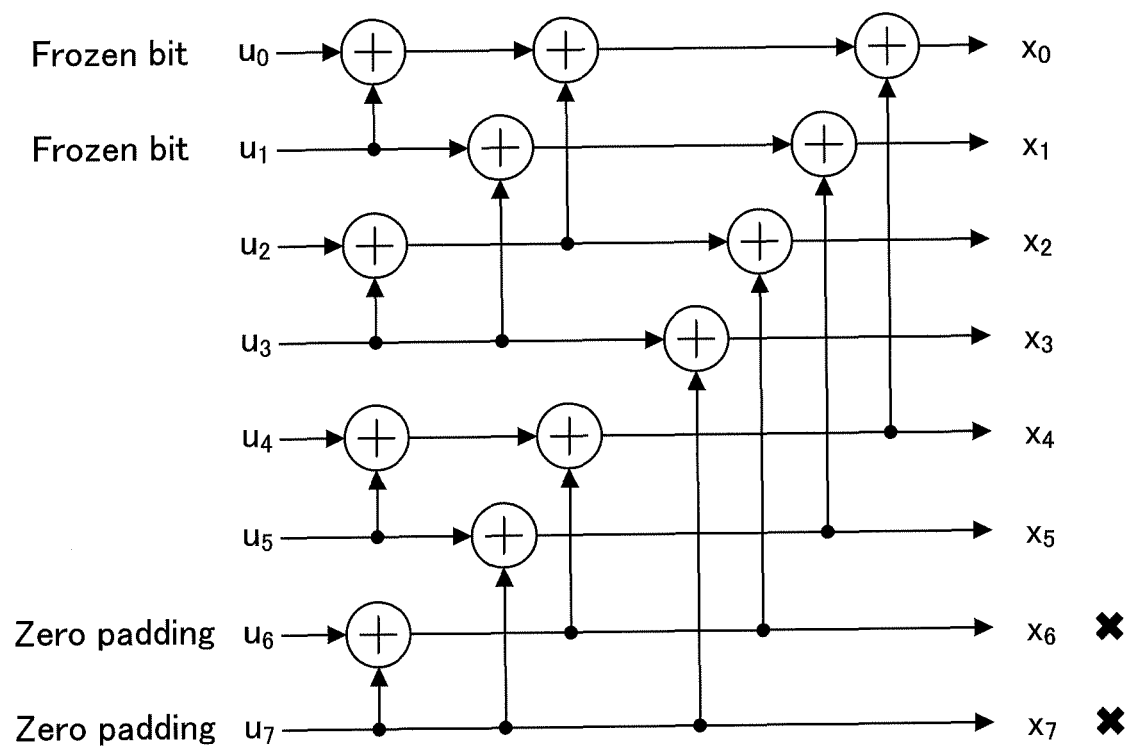 Frozen bit u₀ x₀
Frozen bit u₁ x₁
u₂ x₂
u₃ x₃
u₄ x₄
u₅ x₅
Zero padding u₆ x₆ ✖
Zero padding u₇ x₇ ✖